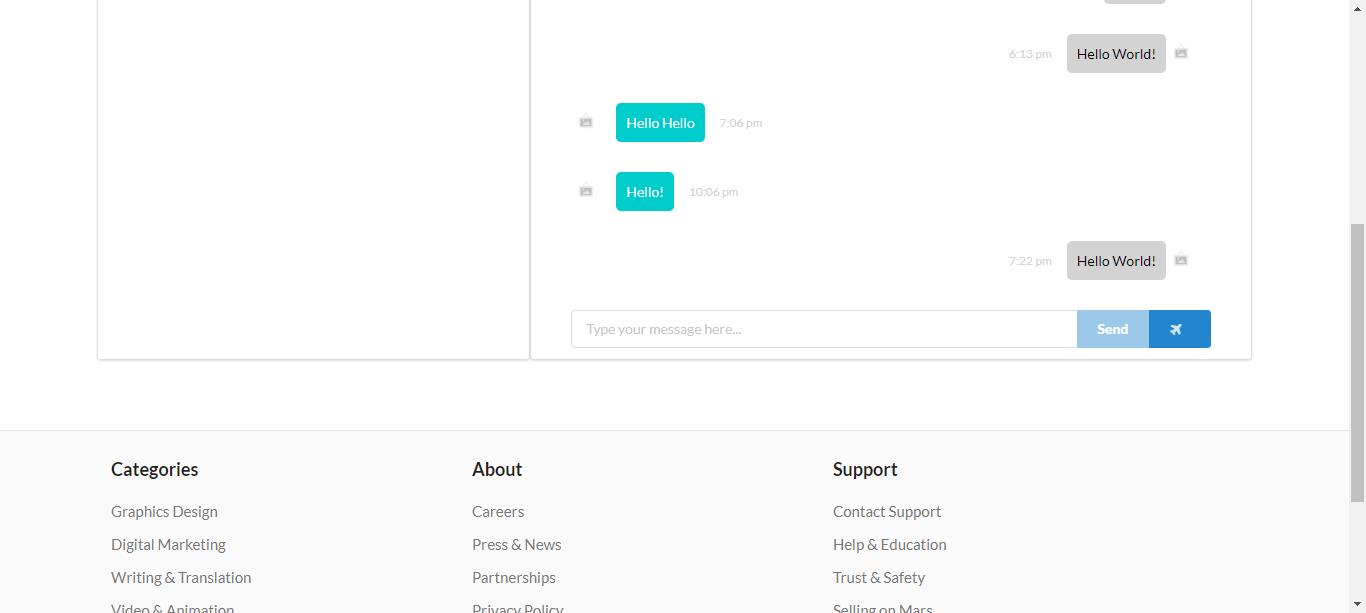 6:13 pm Hello World!
Hello Hello 7:06 pm
Hello! 10:06 pm
7:22 pm Hello World!
Type your message here... Send
Categories
Graphics Design
Digital Marketing
Writing & Translation
Video & Animation
About
Careers
Press & News
Partnerships
Privacy Policy
Support
Contact Support
Help & Education
Trust & Safety
Selling on Mars